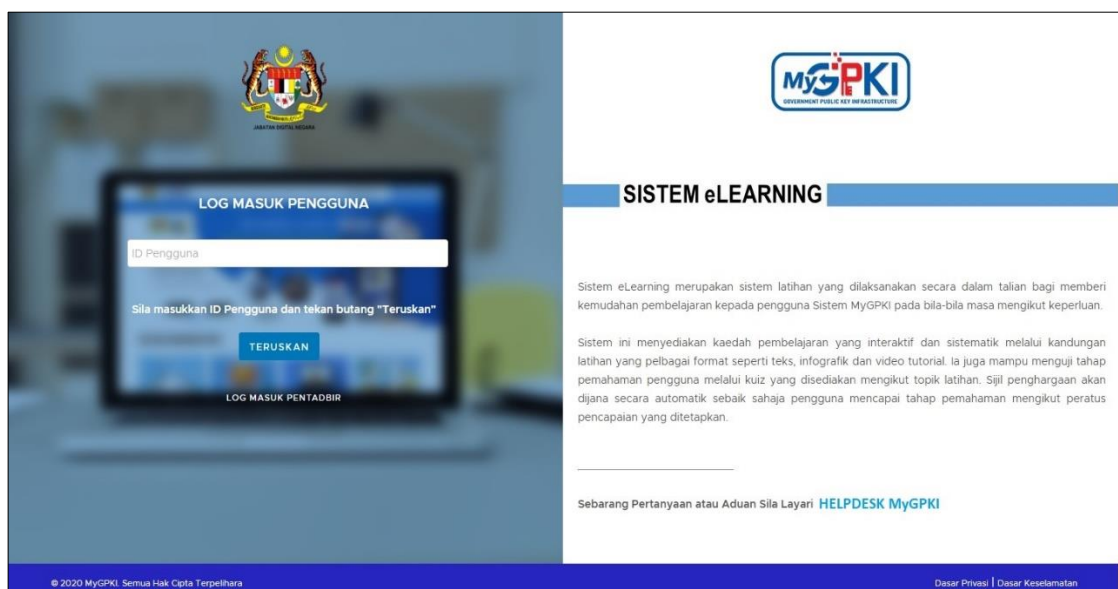 JABATAN DIGITAL NEGARA
LOG MASUK PENGGUNA
ID Pengguna
Sila masukkan ID Pengguna dan tekan butang "Teruskan"
TERUSKAN
LOG MASUK PENTADBIR
MyGPKI
GOVERNMENT PUBLIC KEY INFRASTRUCTURE
SISTEM eLEARNING
Sistem eLearning merupakan sistem latihan yang dilaksanakan secara dalam talian bagi memberi
kemudahan pembelajaran kepada pengguna Sistem MyGPKI pada bila-bila masa mengikut keperluan.
Sistem ini menyediakan kaedah pembelajaran yang interaktif dan sistematik melalui kandungan
latihan yang pelbagai format seperti teks, infografik dan video tutorial. Ia juga mampu menguji tahap
pemahaman pengguna melalui kuiz yang disediakan mengikut topik latihan. Sijil penghargaan akan
dijana secara automatik sebaik sahaja pengguna mencapai tahap pemahaman mengikut peratus
pencapaian yang ditetapkan.
Sebarang Pertanyaan atau Aduan Sila Layari HELPDESK MyGPKI
© 2020 MyGPKI. Semua Hak Cipta Terpelihara
Dasar Privasi | Dasar Keselamatan